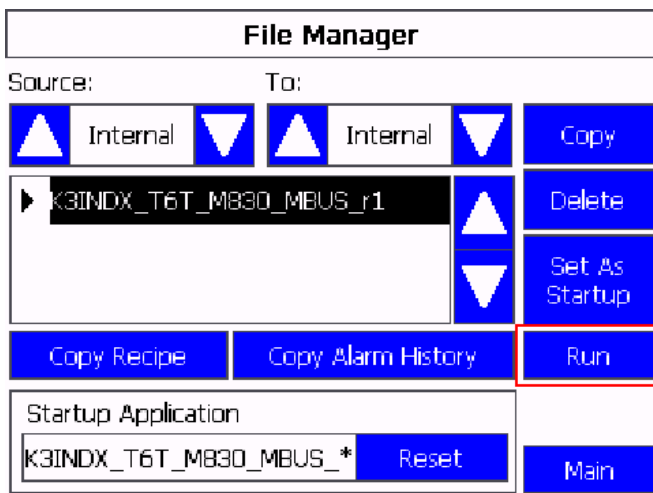 File Manager
Source: To:
Internal Internal Copy
K3INDX_T6T_M830_MBUS_r1 Delete
Set As
Startup
Copy Recipe Copy Alarm History Run
Startup Application
K3INDX_T6T_M830_MBUS_* Reset
Main